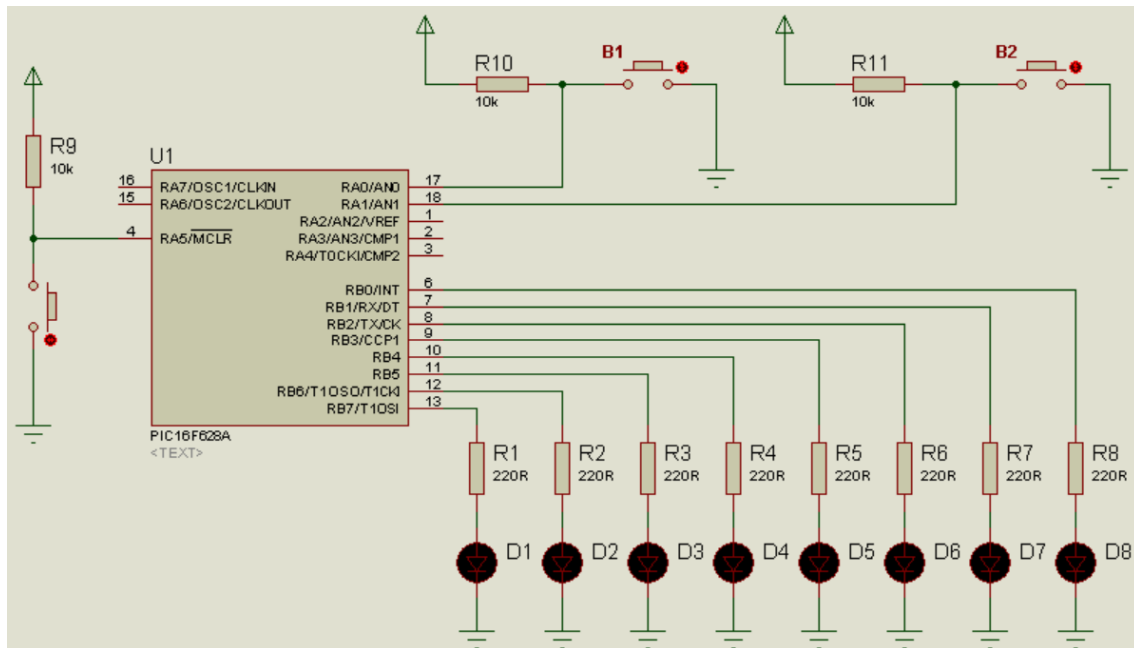 R10
10k
B1
R11
10k
B2
R9
10k
U1
16
RA7/OSC1/CLKIN
RA0/AN0
17
15
RA6/OSC2/CLKOUT
RA1/AN1
18
RA2/AN2/VREF
1
4
RA5/MCLR
RA3/AN3/CMP1
2
RA4/T0CKI/CMP2
3
RB0/INT
6
RB1/RX/DT
7
RB2/TX/CK
8
RB3/CCP1
9
RB4
10
RB5
11
RB6/T1OSO/T1CKI
12
RB7/T1OSI
13
PIC16F628A
<TEXT>
R1
220R
R2
220R
R3
220R
R4
220R
R5
220R
R6
220R
R7
220R
R8
220R
D1
D2
D3
D4
D5
D6
D7
D8